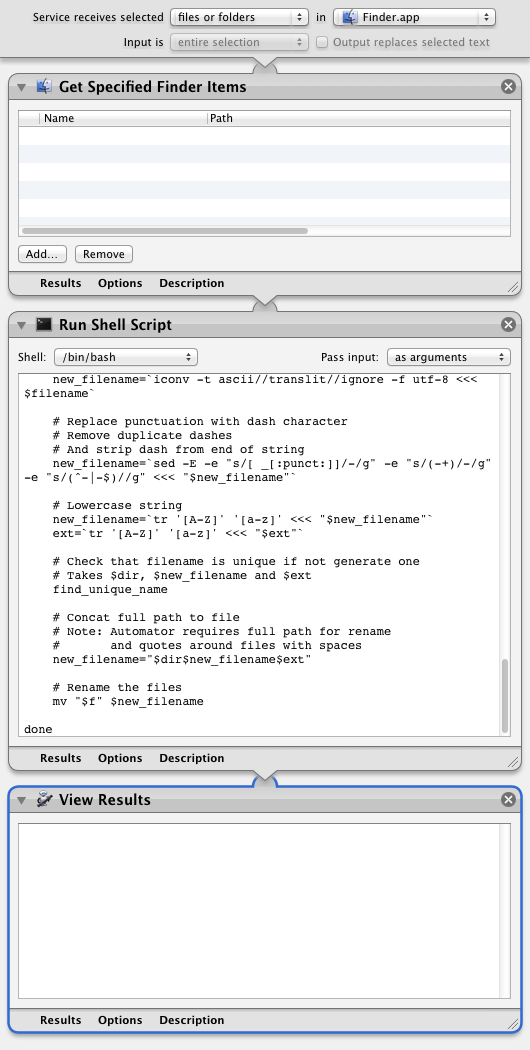 Service receives selected files or folders in Finder.app
Input is entire selection Output replaces selected text
Get Specified Finder Items
Name Path
Add... Remove
Results Options Description
Run Shell Script
Shell: /bin/bash Pass input: as arguments
new_filename=`iconv -t ascii//translit//ignore -f utf-8 <<<
$filename`
# Replace punctuation with dash character
# Remove duplicate dashes
# And strip dash from end of string
new_filename=`sed -E -e "s/[ _[:punct:]]/-/g" -e "s/(-+)/-/g"
-e "s/(^-|-$)//g" <<< "$new_filename"`
# Lowercase string
new_filename=`tr '[A-Z]' '[a-z]' <<< "$new_filename"`
ext=`tr '[A-Z]' '[a-z]' <<< "$ext"`
# Check that filename is unique if not generate one
# Takes $dir, $new_filename and $ext
find_unique_name
# Concat full path to file
# Note: Automator requires full path for rename
#       and quotes around files with spaces
new_filename="$dir$new_filename$ext"
# Rename the files
mv "$f" $new_filename
done
Results Options Description
View Results
Results Options Description